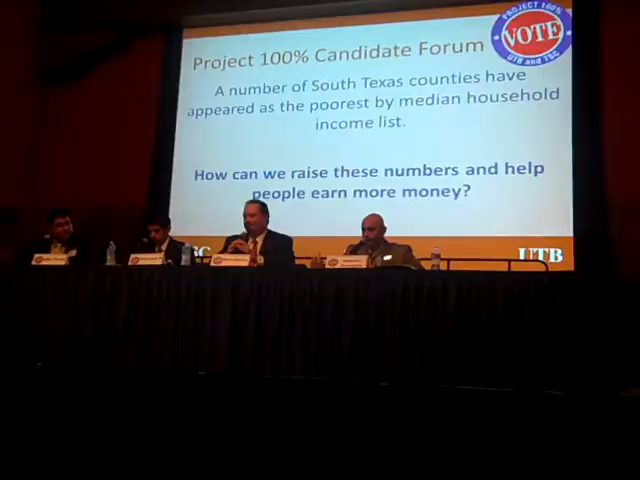 PROJECT 100%
VOTE
UTB and TSC
Project 100% Candidate Forum
A number of South Texas counties have
appeared as the poorest by median household
income list.
How can we raise these numbers and help
people earn more money?
SC
UTB